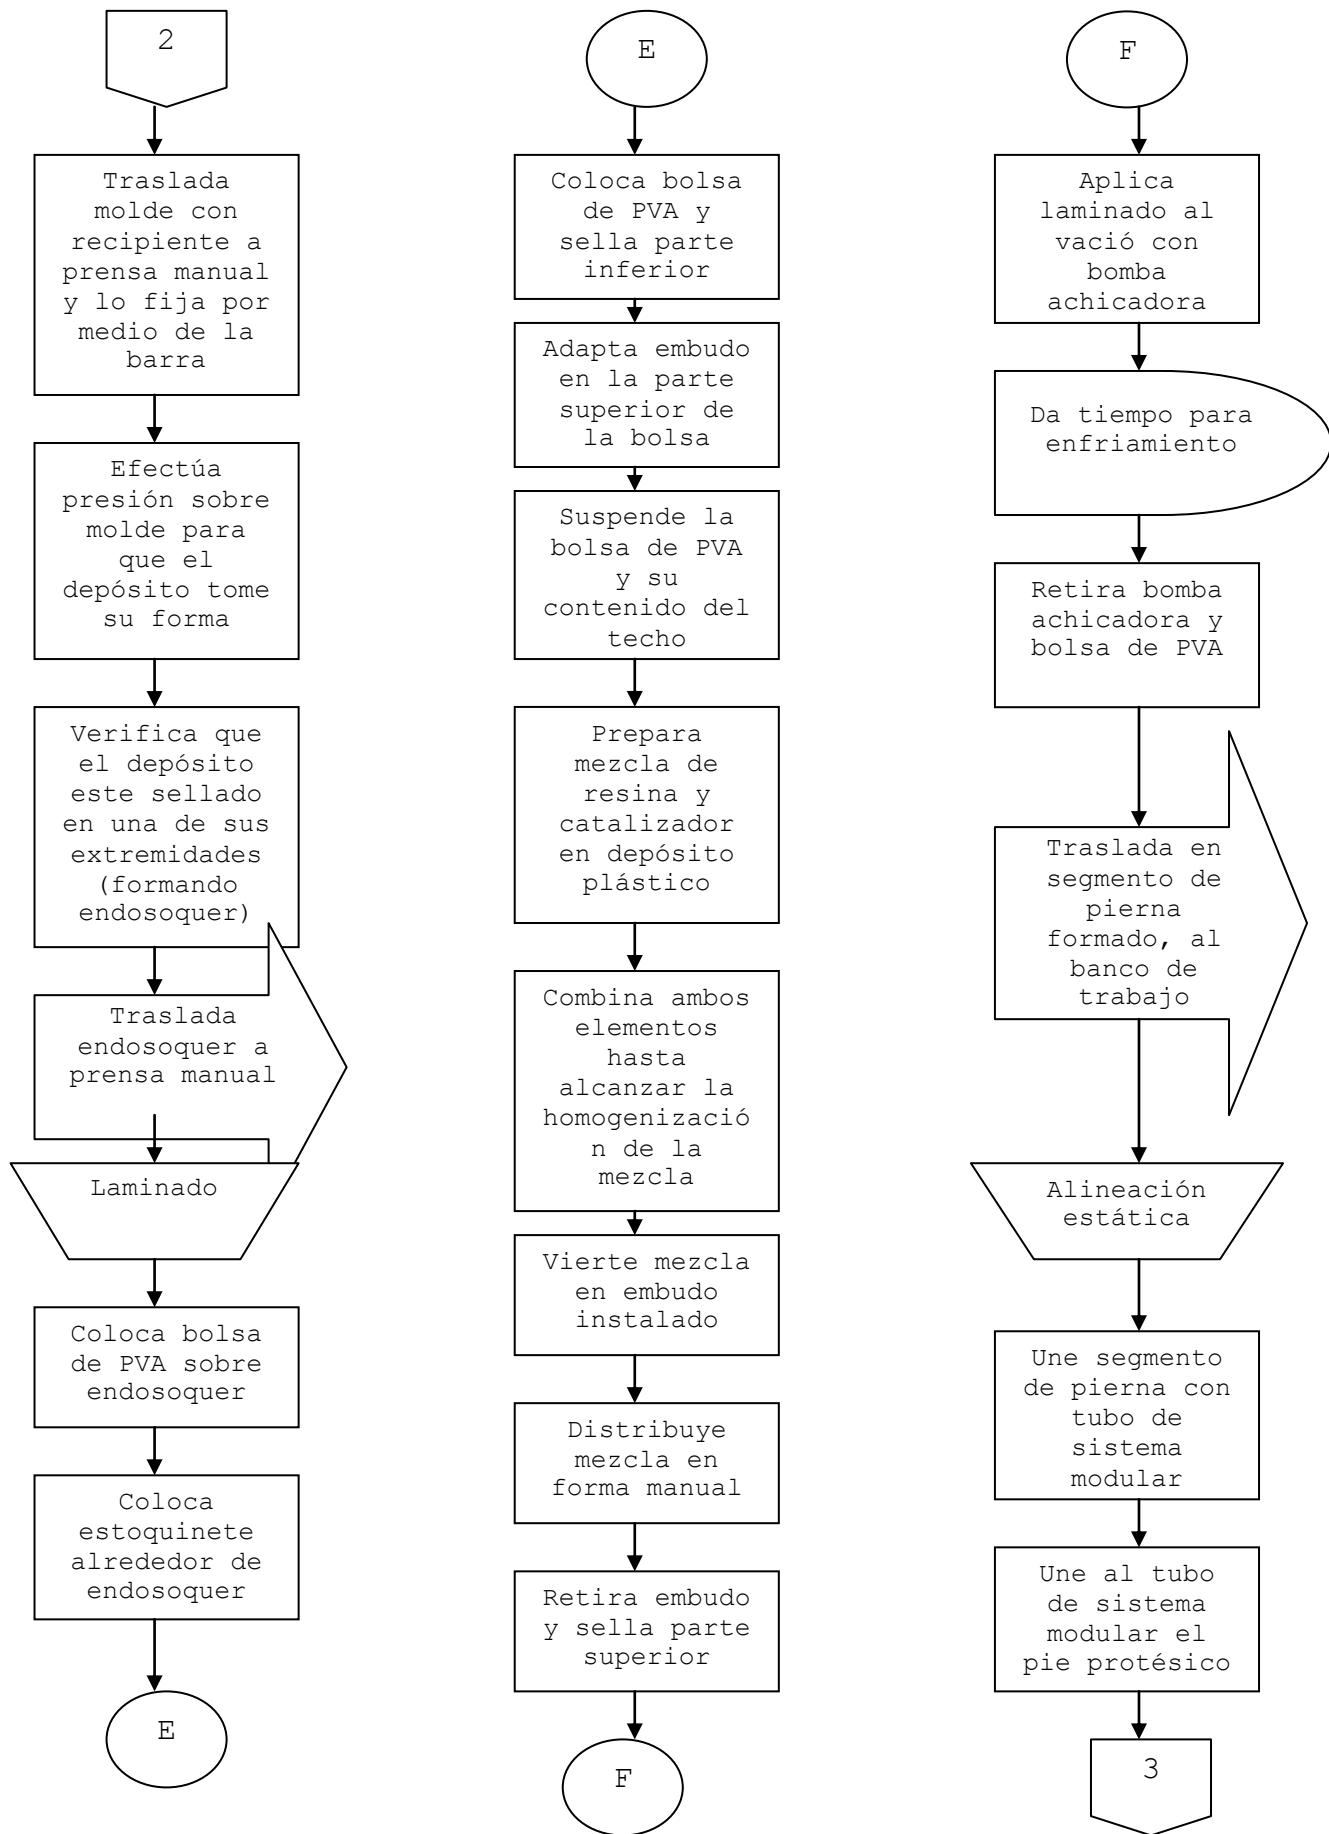 2
Traslada
molde con
recipiente a
prensa manual
y lo fija por
medio de la
barra
Efectúa
presión sobre
molde para
que el
depósito tome
su forma
Verifica que
el depósito
este sellado
en una de sus
extremidades
(formando
endosoquer)
Traslada
endosoquer a
prensa manual
Laminado
Coloca bolsa
de PVA sobre
endosoquer
Coloca
estoquinete
alrededor de
endosoquer
E
E
Coloca bolsa
de PVA y
sella parte
inferior
Adapta embudo
en la parte
superior de
la bolsa
Suspende la
bolsa de PVA
y su
contenido del
techo
Prepara
mezcla de
resina y
catalizador
en depósito
plástico
Combina ambos
elementos
hasta
alcanzar la
homogenizació
n de la
mezcla
Vierte mezcla
en embudo
instalado
Distribuye
mezcla en
forma manual
Retira embudo
y sella parte
superior
F
F
Aplica
laminado al
vació con
bomba
achicadora
Da tiempo para
enfriamiento
Retira bomba
achicadora y
bolsa de PVA
Traslada en
segmento de
pierna
formado, al
banco de
trabajo
Alineación
estática
Une segmento
de pierna con
tubo de
sistema
modular
Une al tubo
de sistema
modular el
pie protésico
3